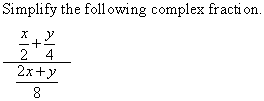 Simplify the following complex fraction.
x/2 + y/4
2x+y
8